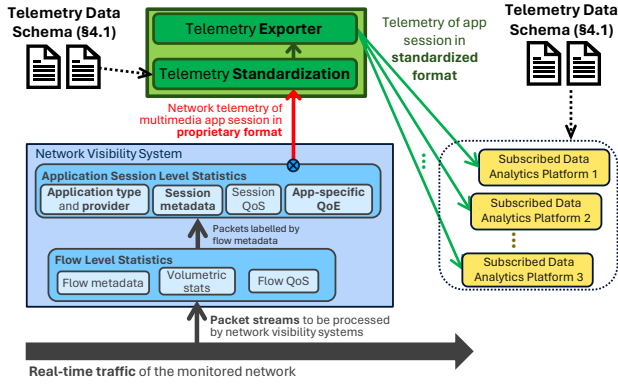 Telemetry Data
Schema (§4.1)
Telemetry Exporter
Telemetry Standardization
Telemetry of app
session in
standardized
format
Telemetry Data
Schema (§4.1)
Network telemetry of
multimedia app session in
proprietary format
Network Visibility System
Application Session Level Statistics
Application type
and provider
Session
metadata
Session
QoS
App-specific
QoE
Packets labelled by
flow metadata
Flow Level Statistics
Flow metadata
Volumetric
stats
Flow QoS
Subscribed Data
Analytics Platform 1
Subscribed Data
Analytics Platform 2
Subscribed Data
Analytics Platform 3
Packet streams to be processed
by network visibility systems
Real-time traffic of the monitored network